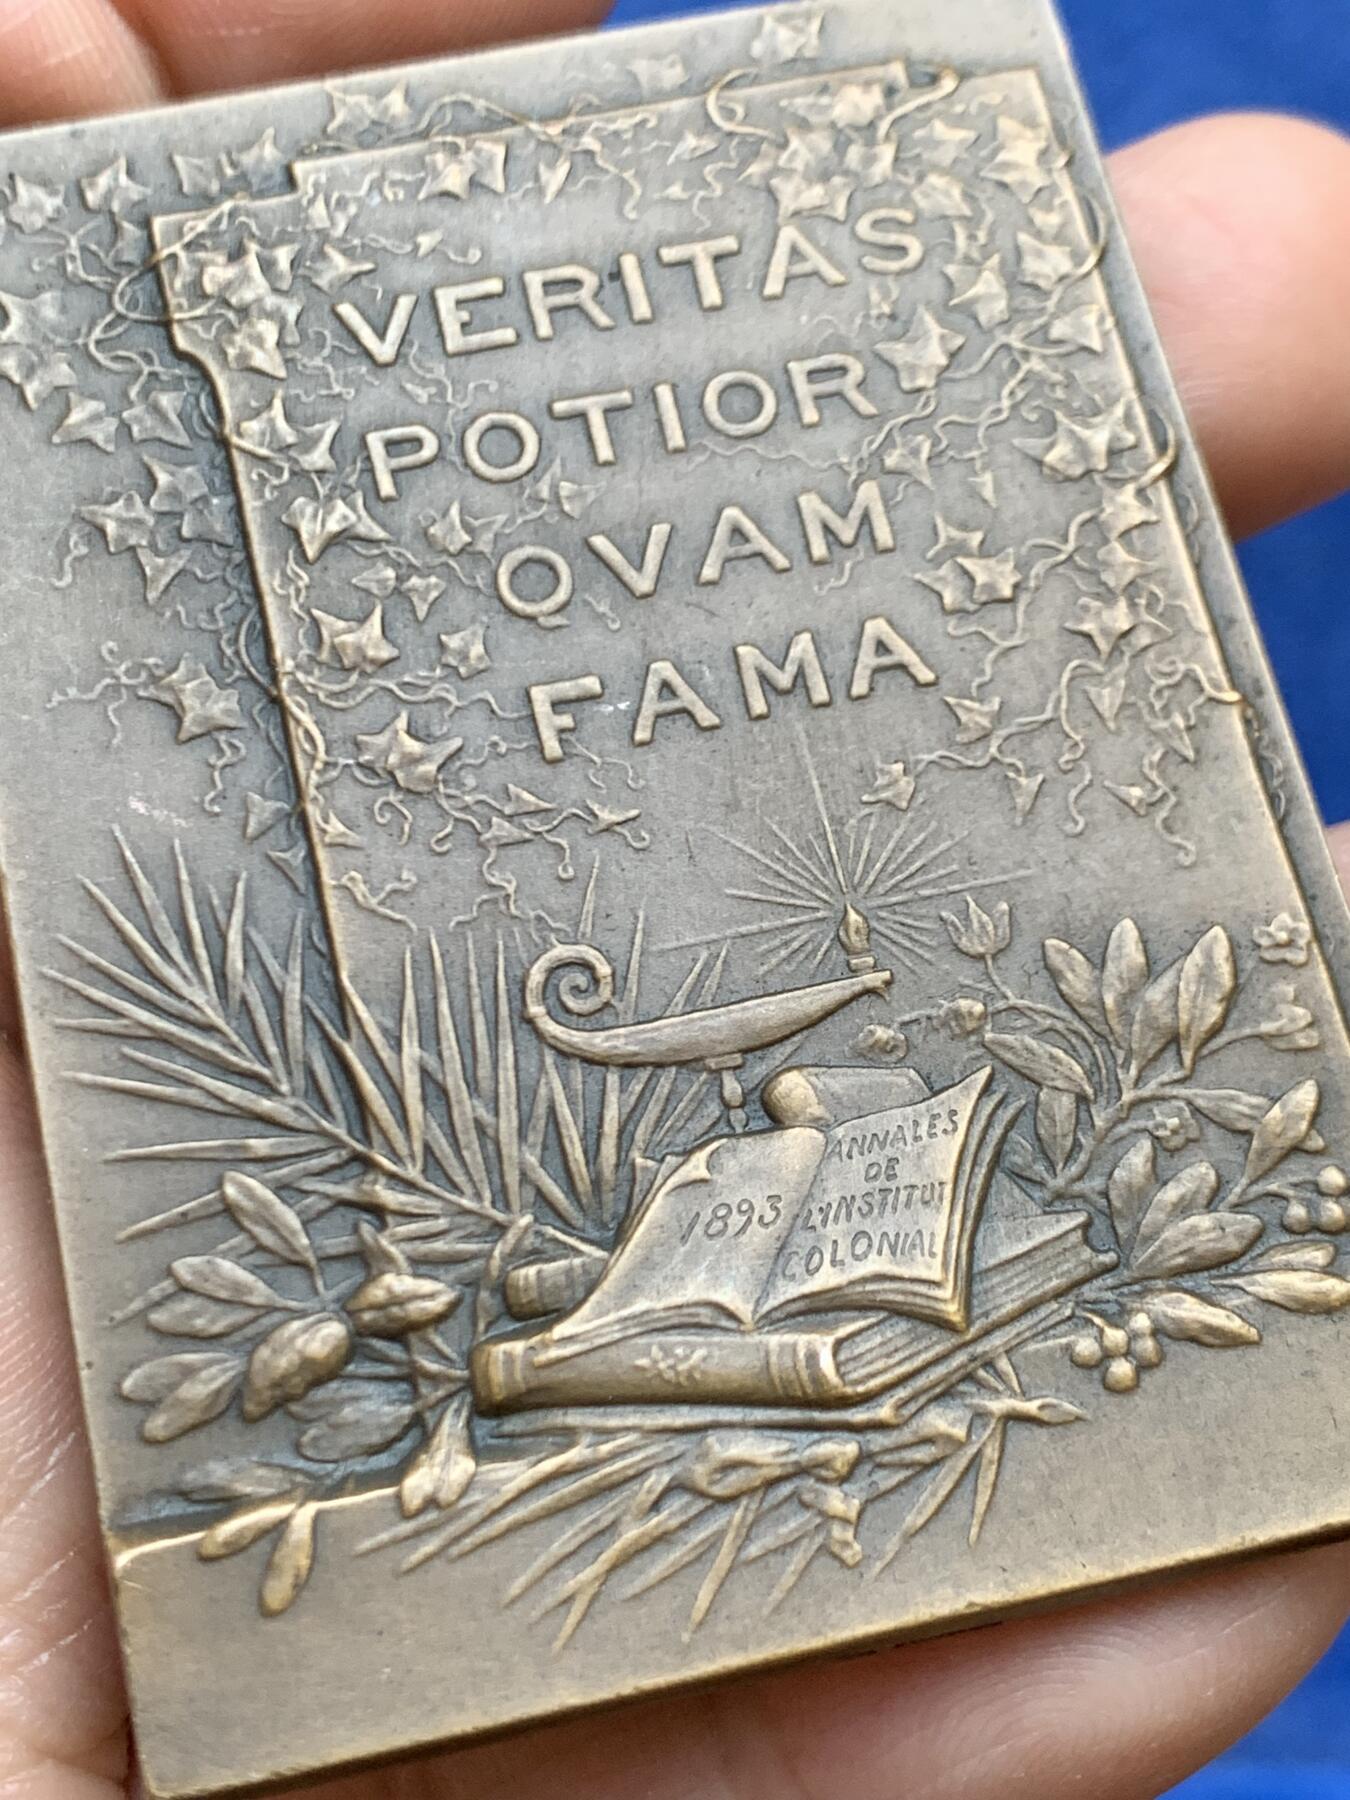 VERITAS
POTIOR
QVAM
FAMA
1893
ANNALES
DE
L'INSTITUT
COLONIAL